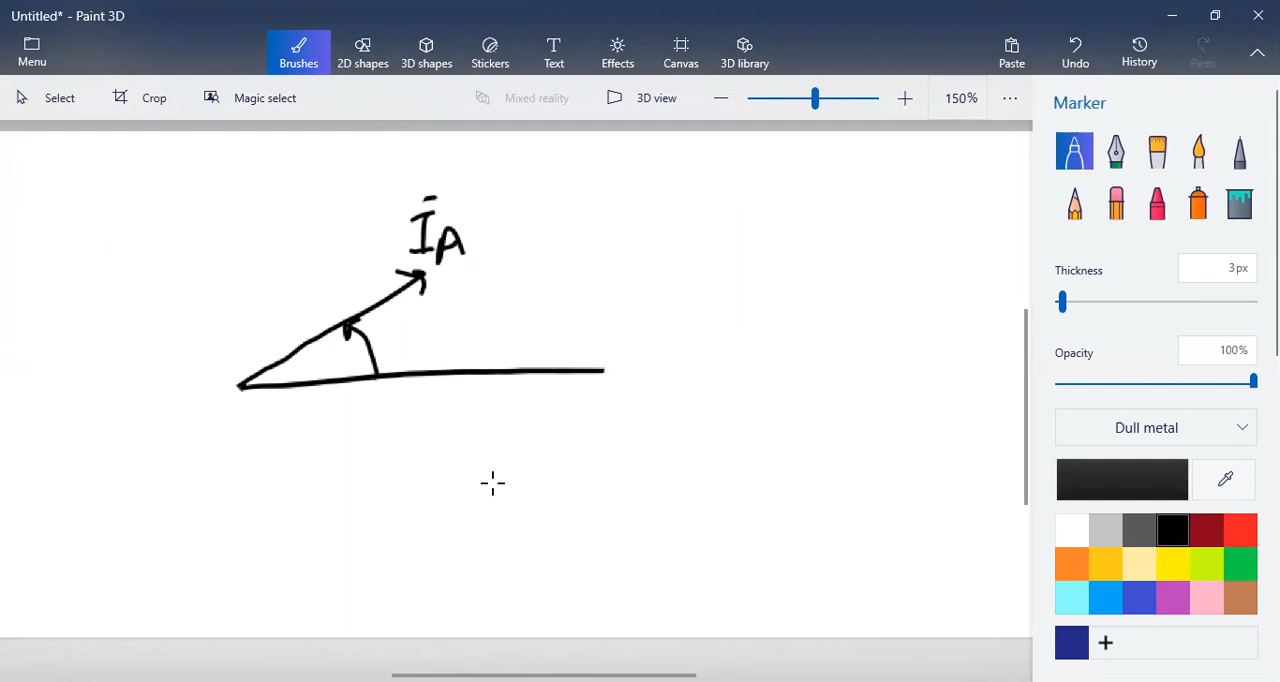 Untitled* - Paint 3D
Menu
Brushes
2D shapes
3D shapes
Stickers
Text
Effects
Canvas
3D library
Paste
Undo
History
Redo
Select
Crop
Magic select
Mixed reality
3D view
150%
Marker
Thickness
3px
Opacity
100%
Dull metal
Ī_A